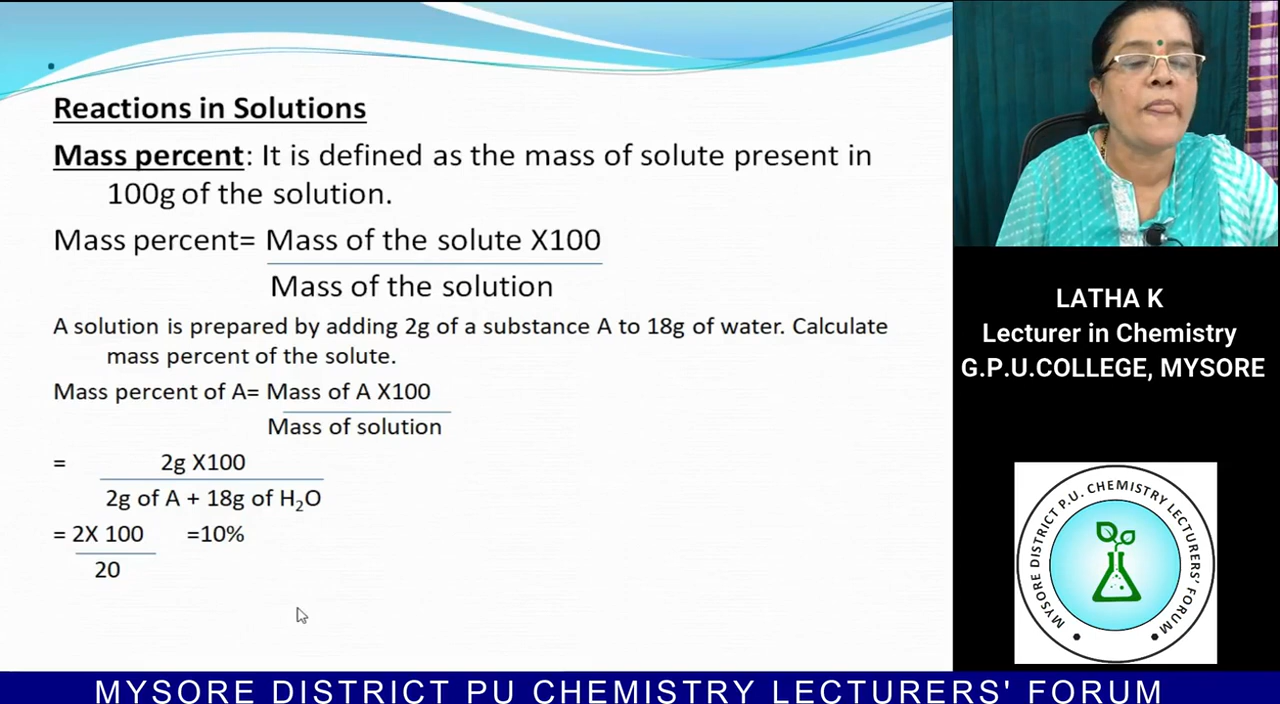 Reactions in Solutions
Mass percent: It is defined as the mass of solute present in
100g of the solution.
Mass percent= Mass of the solute X100
Mass of the solution
A solution is prepared by adding 2g of a substance A to 18g of water. Calculate
mass percent of the solute.
Mass percent of A= Mass of A X100
Mass of solution
= 2g X100
2g of A + 18g of H₂O
= 2X 100 =10%
20
LATHA K
Lecturer in Chemistry
G.P.U.COLLEGE, MYSORE
MYSORE DISTRICT P.U. CHEMISTRY LECTURERS' FORUM
MYSORE DISTRICT PU CHEMISTRY LECTURERS' FORUM